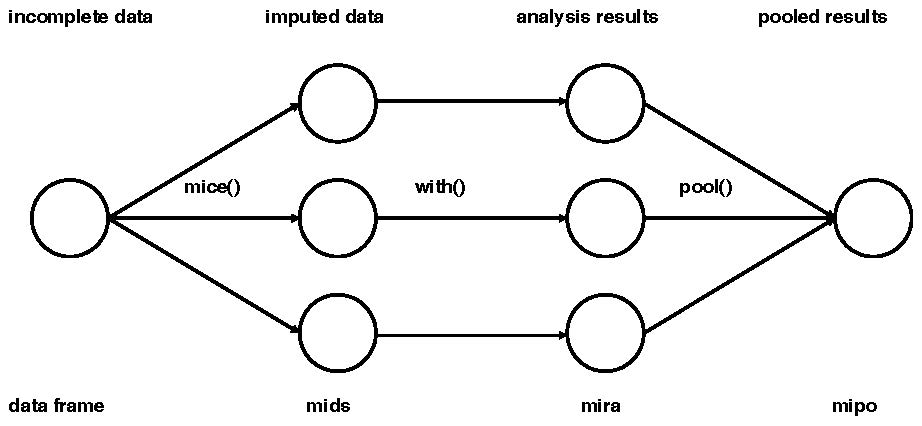 incomplete data imputed data analysis results pooled results
mice() with() pool()
data frame mids mira mipo